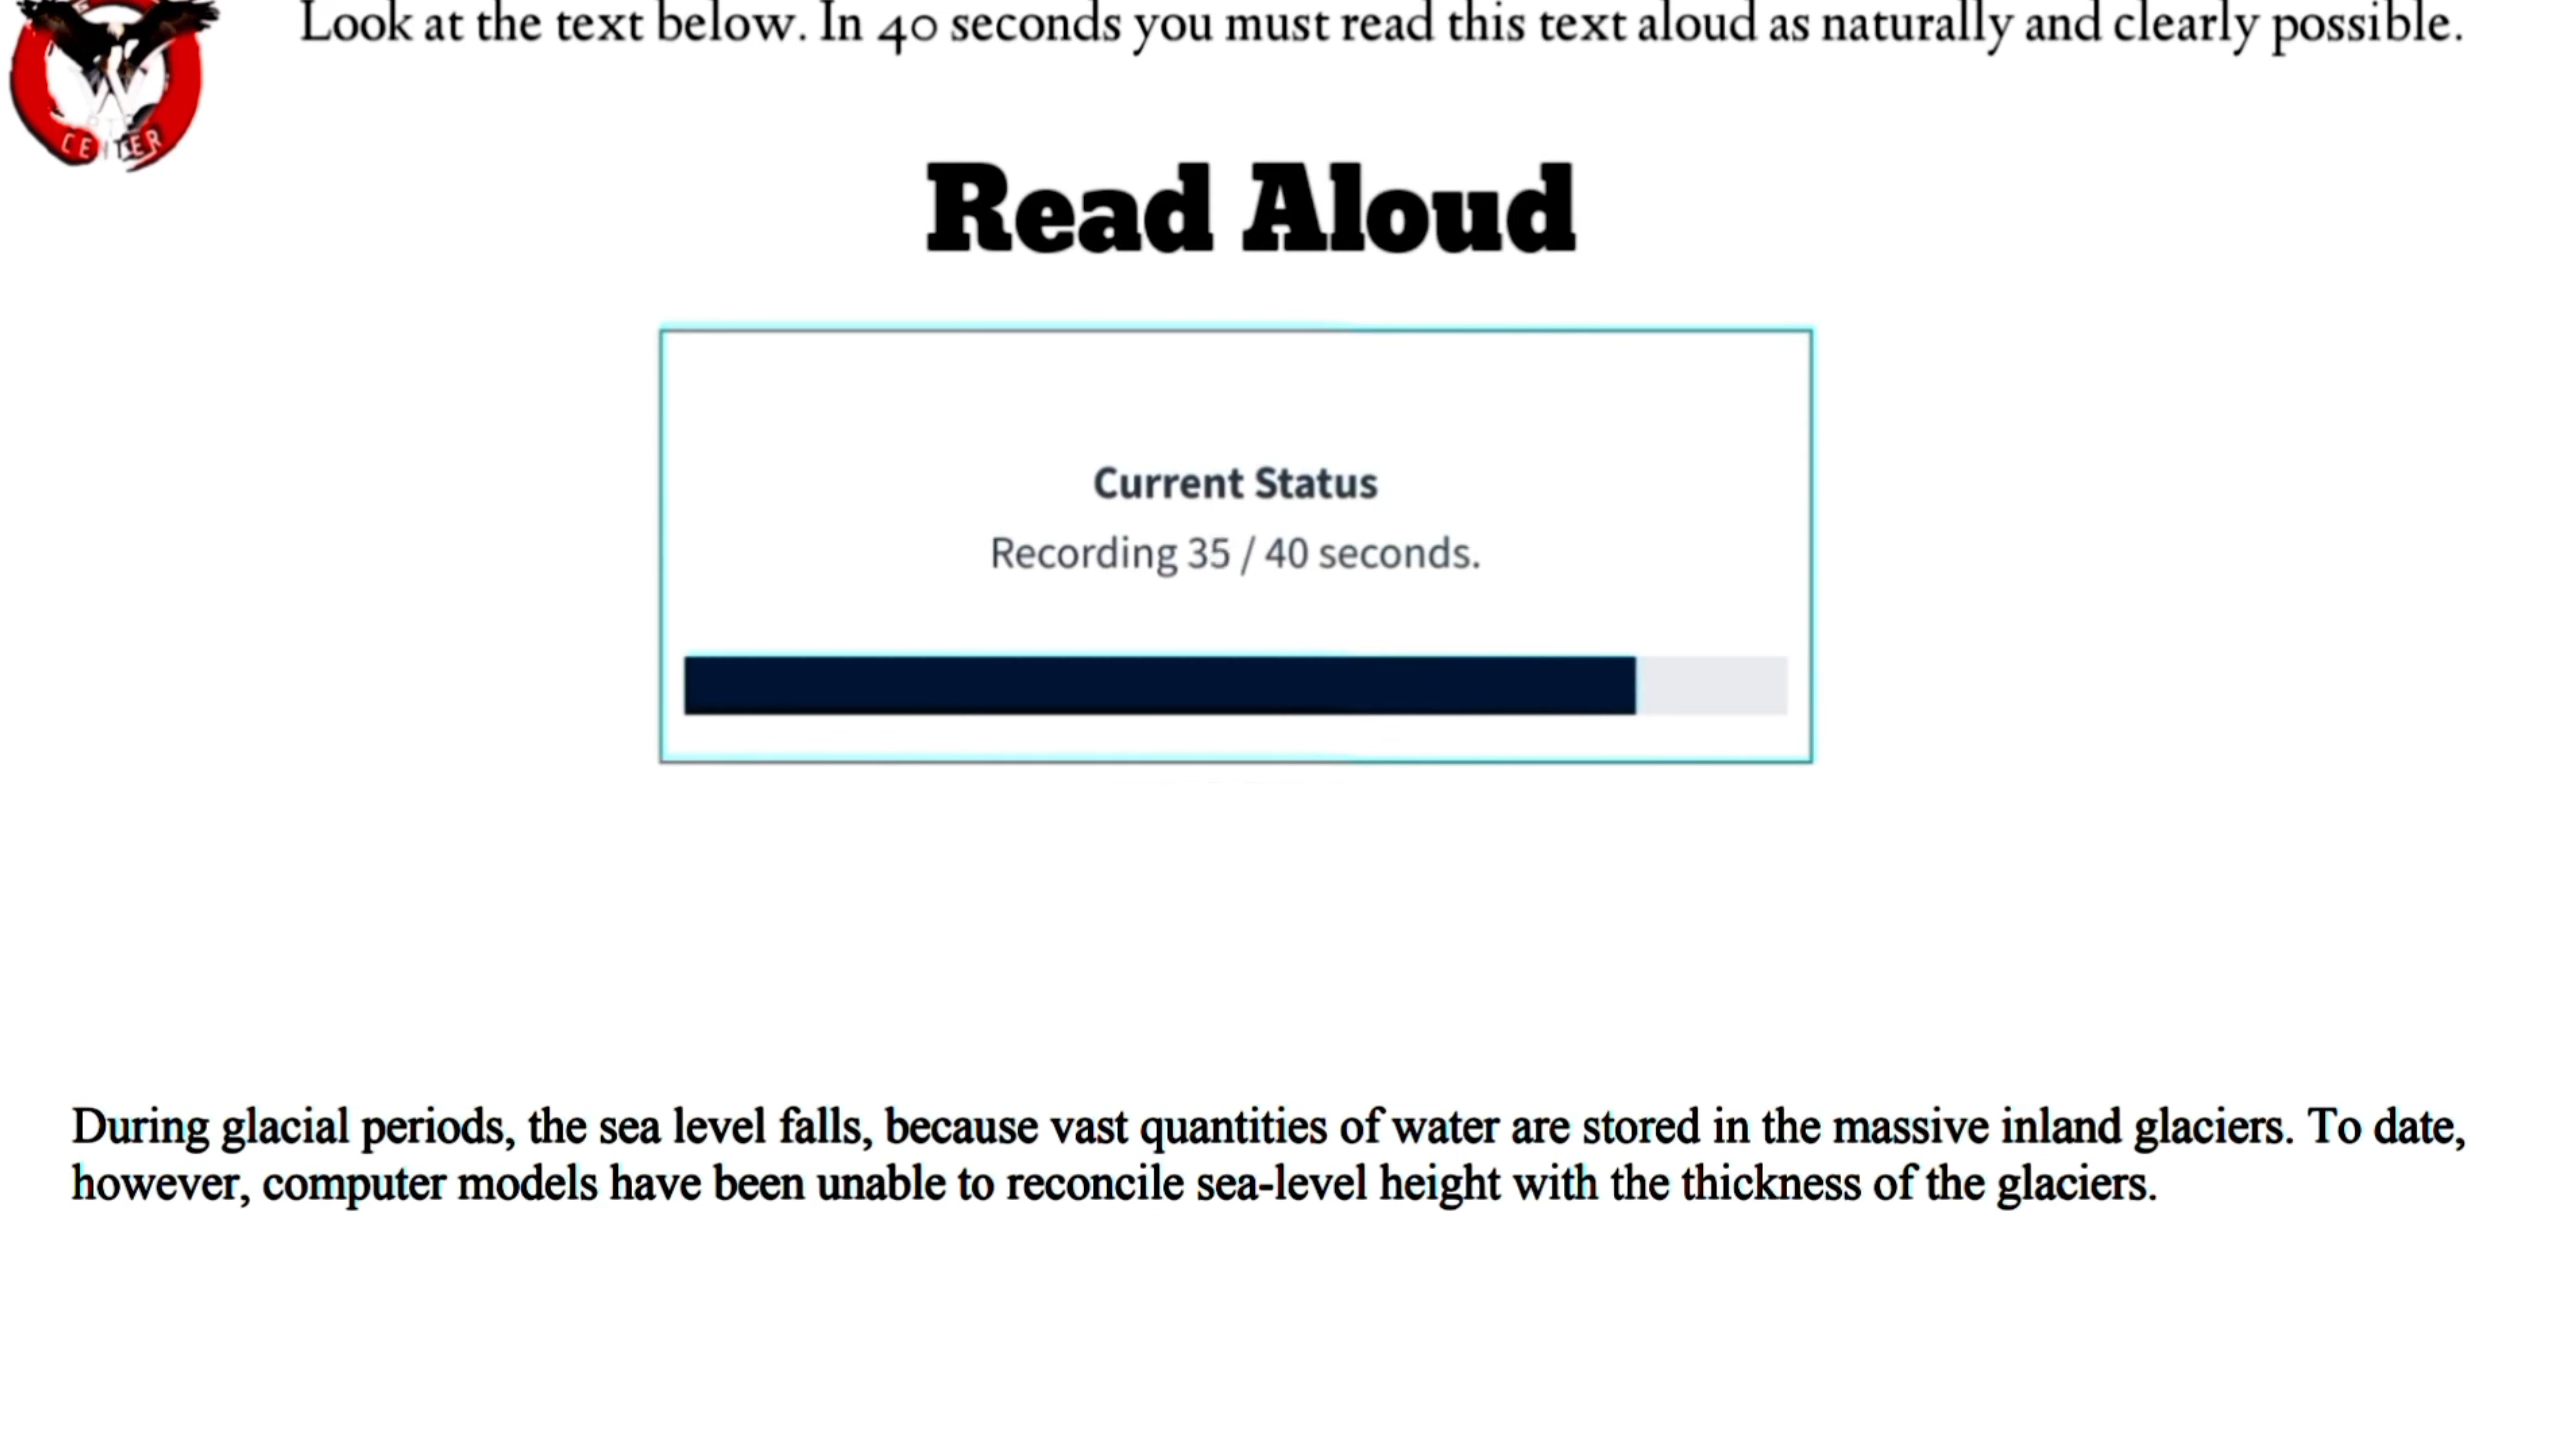 Look at the text below. In 40 seconds you must read this text aloud as naturally and clearly possible.
CENTER
Read Aloud
Current Status
Recording 35 / 40 seconds.
During glacial periods, the sea level falls, because vast quantities of water are stored in the massive inland glaciers. To date,
however, computer models have been unable to reconcile sea-level height with the thickness of the glaciers.